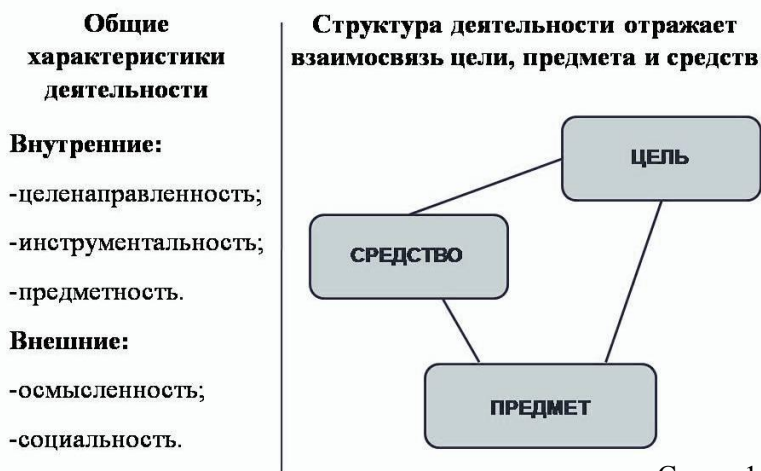 Общие
характеристики
деятельности
Внутренние:
-целенаправленность;
-инструментальность;
-предметность.
Внешние:
-осмысленность;
-социальность.
Структура деятельности отражает
взаимосвязь цели, предмета и средств
ЦЕЛЬ
СРЕДСТВО
ПРЕДМЕТ